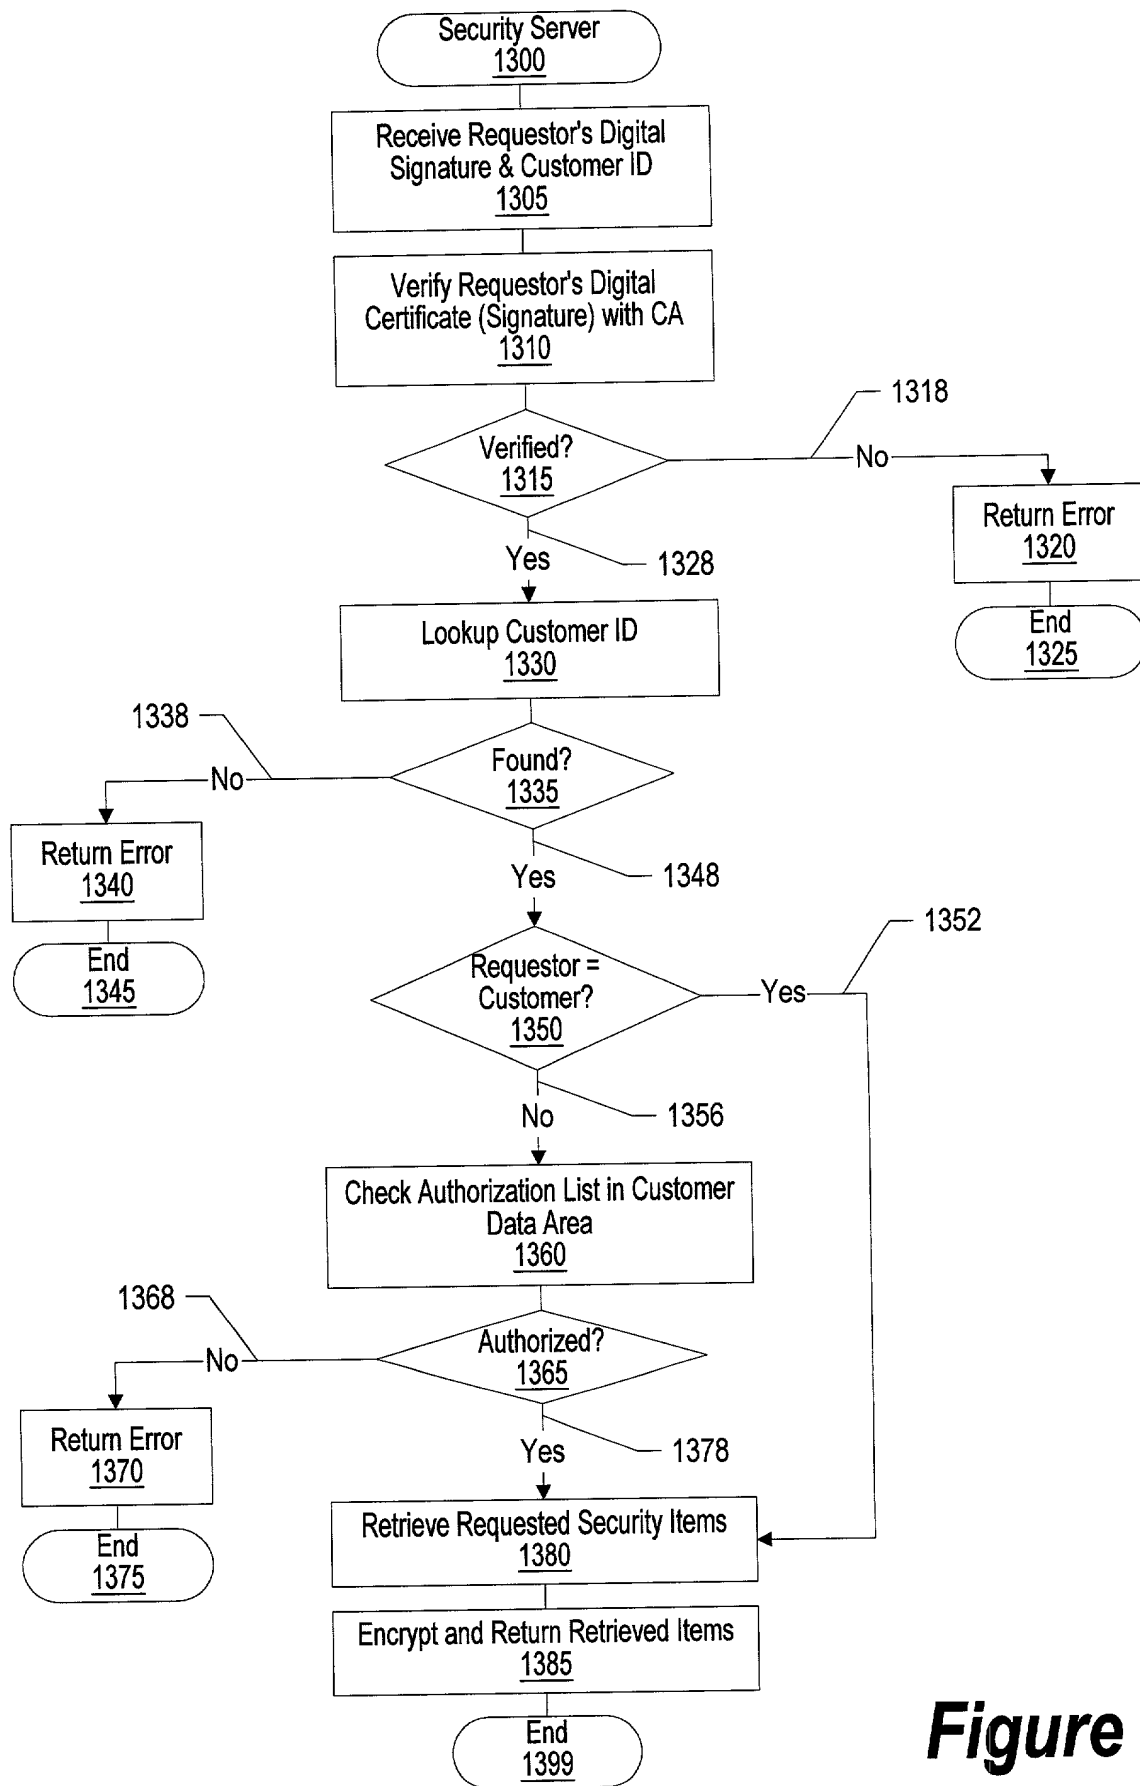 Security Server
1300
Receive Requestor's Digital
Signature & Customer ID
1305
Verify Requestor's Digital
Certificate (Signature) with CA
1310
1318
Verified?
1315
No
Return Error
1320
Yes
1328
End
1325
Lookup Customer ID
1330
1338
Found?
1335
No
Return Error
1340
Yes
1348
End
1345
1352
Requestor =
Customer?
1350
Yes
No
1356
Check Authorization List in Customer
Data Area
1360
1368
Authorized?
1365
No
Return Error
1370
Yes
1378
End
1375
Retrieve Requested Security Items
1380
Encrypt and Return Retrieved Items
1385
End
1399
Figure